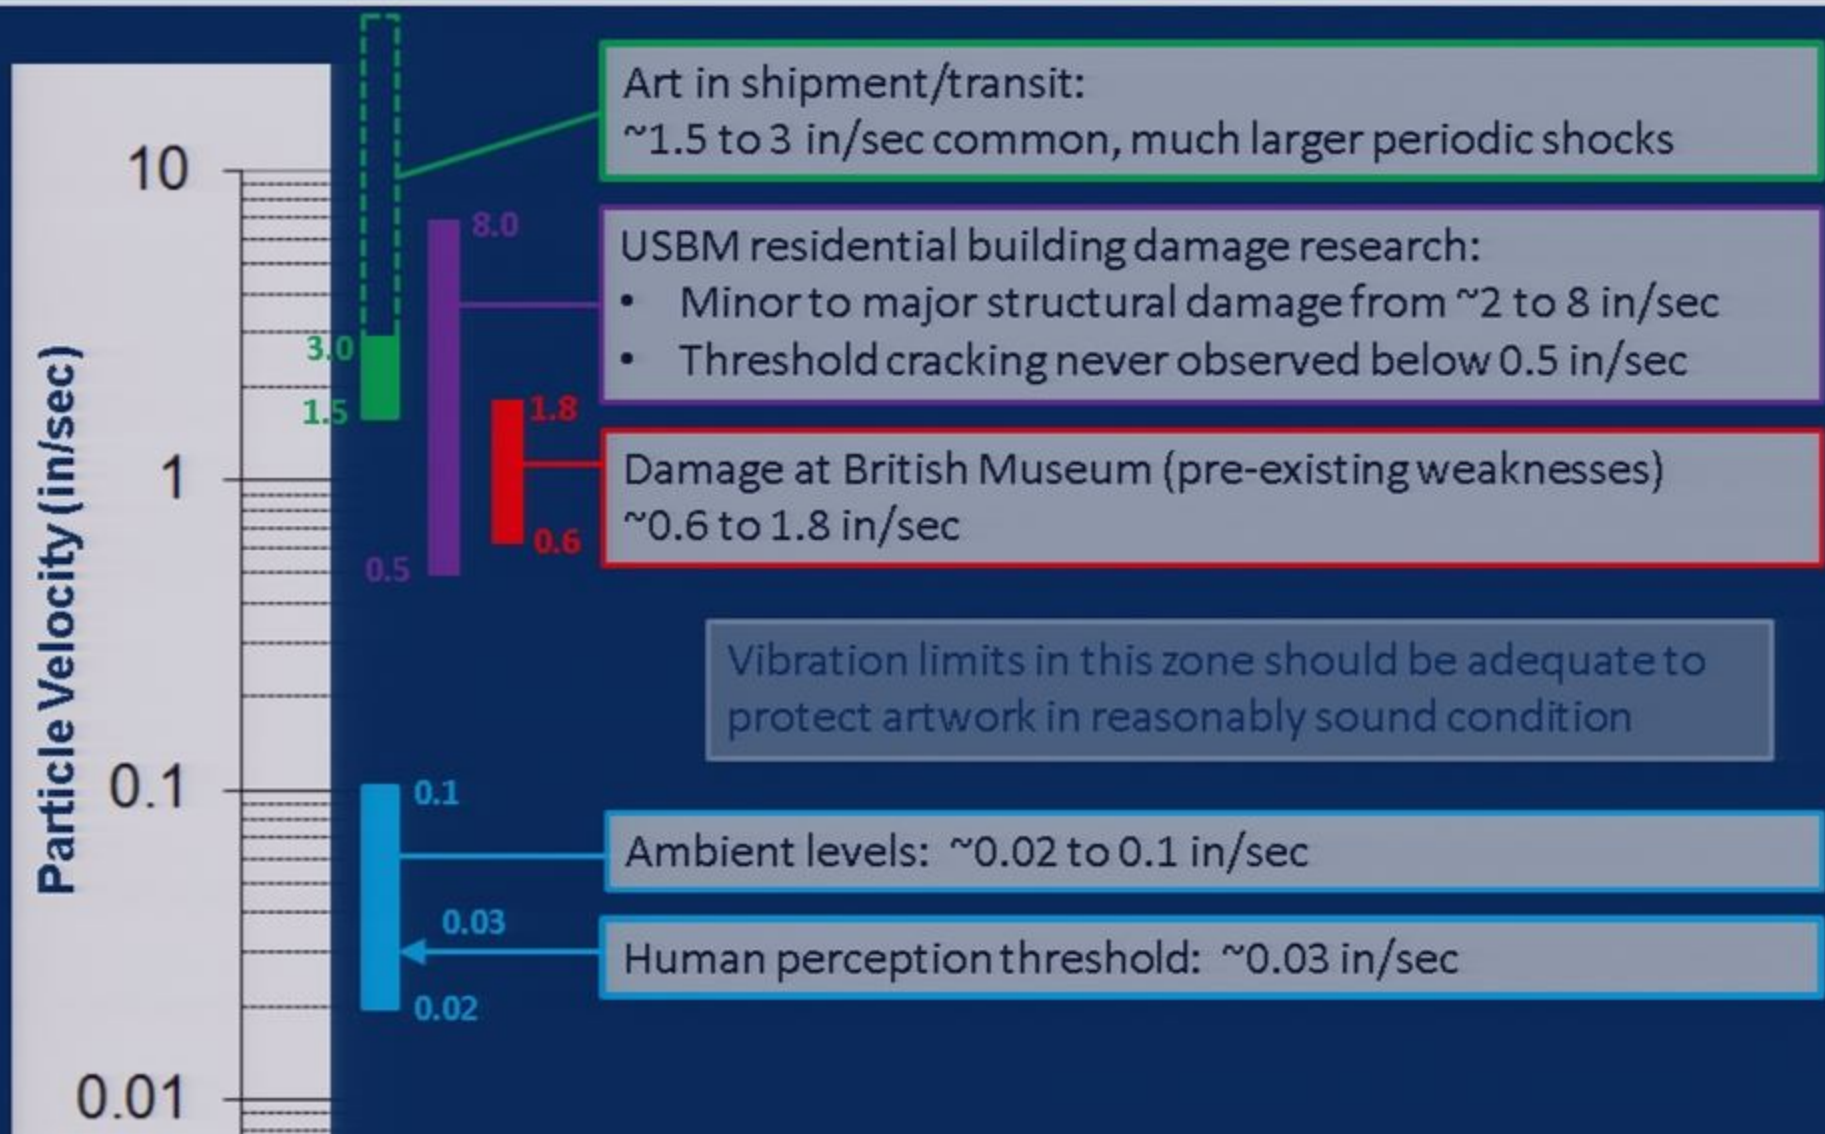 Art in shipment/transit:
~1.5 to 3 in/sec common, much larger periodic shocks
10
8.0
USBM residential building damage research:
• Minor to major structural damage from ~2 to 8 in/sec
• Threshold cracking never observed below 0.5 in/sec
3.0
1.5
1.8
Particle Velocity (in/sec)
1
Damage at British Museum (pre-existing weaknesses)
~0.6 to 1.8 in/sec
0.6
0.5
Vibration limits in this zone should be adequate to
protect artwork in reasonably sound condition
0.1
0.1
Ambient levels: ~0.02 to 0.1 in/sec
0.03
Human perception threshold: ~0.03 in/sec
0.02
0.01